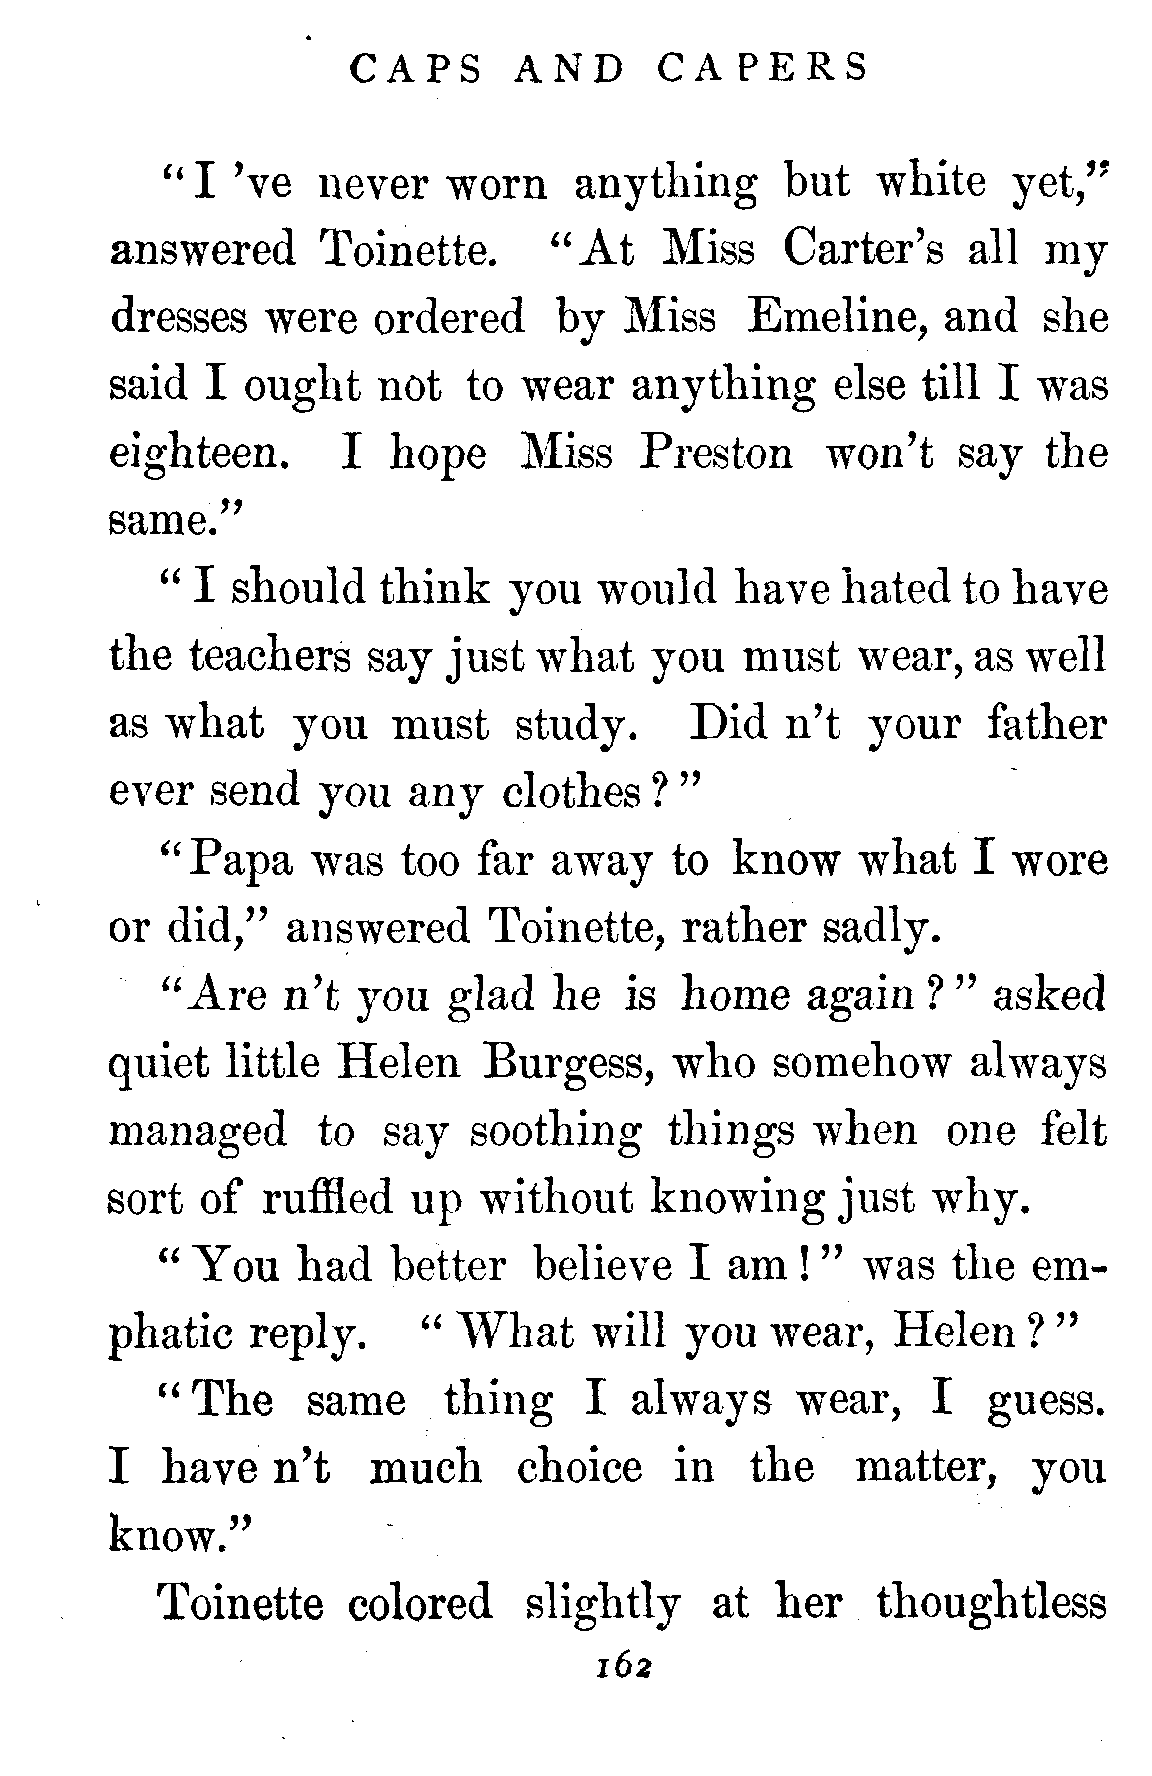 CAPS AND CAPERS
"I 've never worn anything but white yet,"
answered Toinette. "At Miss Carter's all my
dresses were ordered by Miss Emeline, and she
said I ought not to wear anything else till I was
eighteen. I hope Miss Preston won't say the
same."
"I should think you would have hated to have
the teachers say just what you must wear, as well
as what you must study. Did n't your father
ever send you any clothes?"
"Papa was too far away to know what I wore
or did," answered Toinette, rather sadly.
"Are n't you glad he is home again?" asked
quiet little Helen Burgess, who somehow always
managed to say soothing things when one felt
sort of ruffled up without knowing just why.
"You had better believe I am!" was the em-
phatic reply. "What will you wear, Helen?"
"The same thing I always wear, I guess.
I have n't much choice in the matter, you
know."
Toinette colored slightly at her thoughtless
162